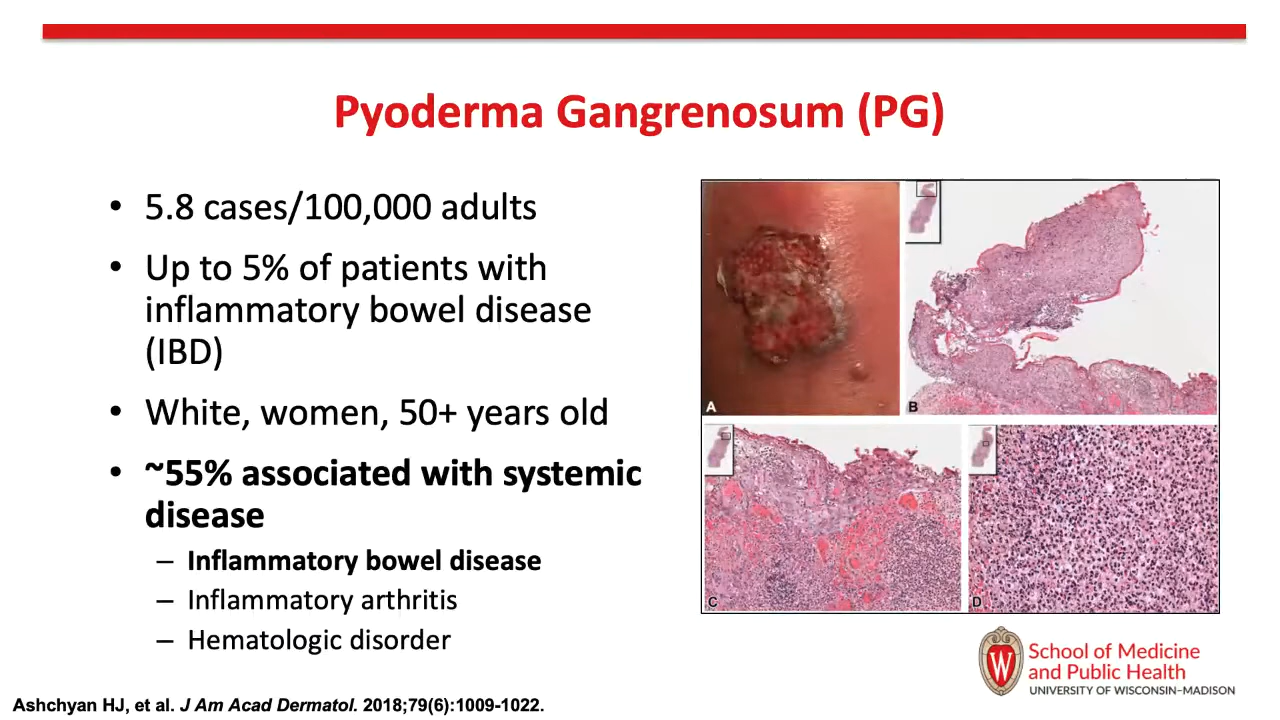 Pyoderma Gangrenosum (PG)
• 5.8 cases/100,000 adults
• Up to 5% of patients with
inflammatory bowel disease
(IBD)
• White, women, 50+ years old
• ~55% associated with systemic
disease
– Inflammatory bowel disease
– Inflammatory arthritis
– Hematologic disorder
A
B
C
D
W
School of Medicine
and Public Health
UNIVERSITY OF WISCONSIN–MADISON
Ashchyan HJ, et al. J Am Acad Dermatol. 2018;79(6):1009-1022.